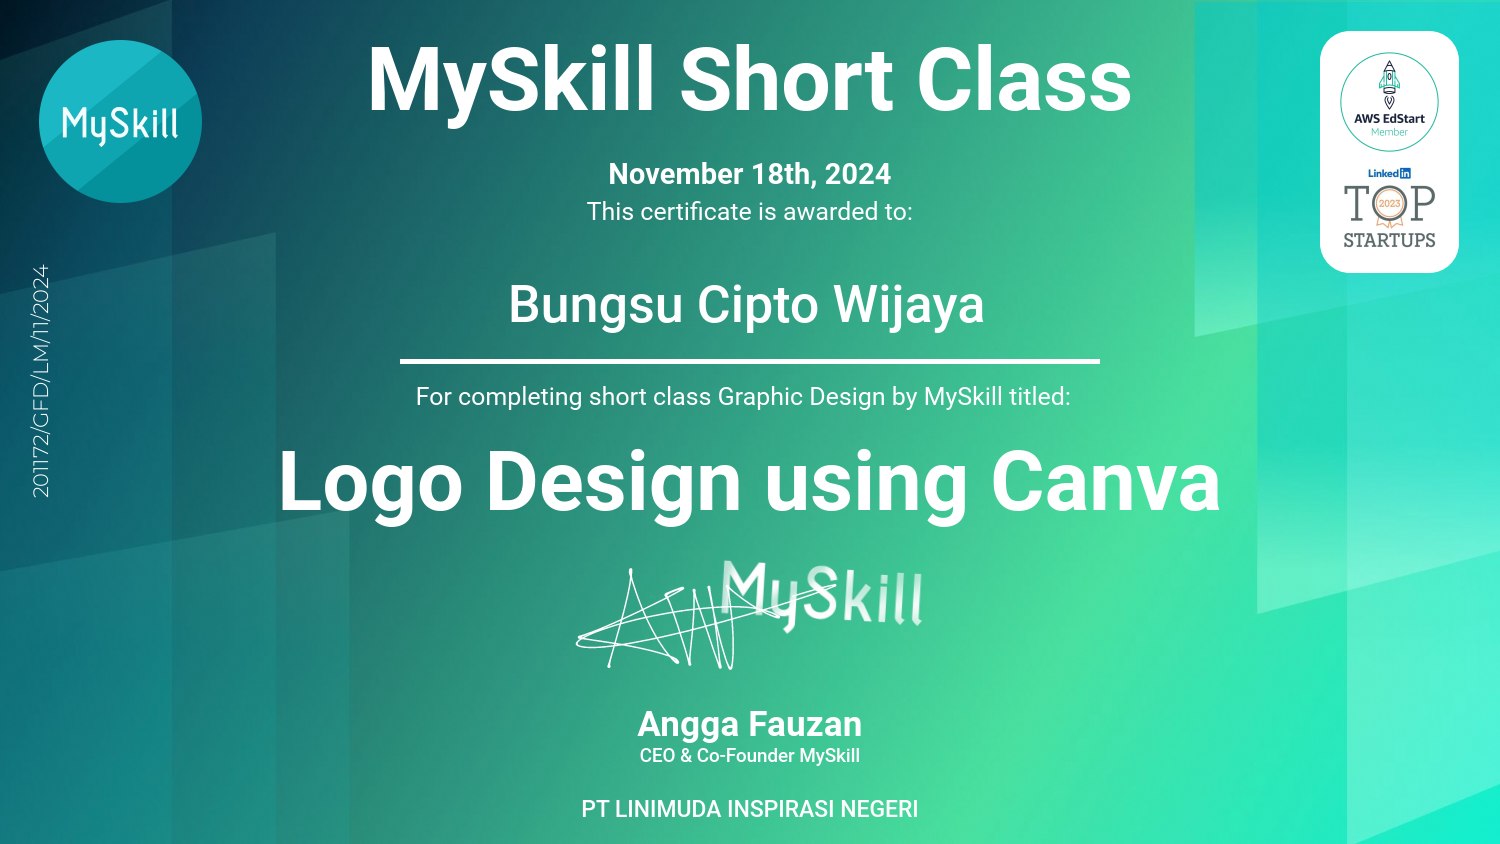 MySkill
MySkill Short Class
AWS EdStart
Member
Linked in
TOP
2023
STARTUPS
November 18th, 2024
This certificate is awarded to:
201172/GFD/LM/11/2024
Bungsu Cipto Wijaya
For completing short class Graphic Design by MySkill titled:
Logo Design using Canva
MySkill
Angga Fauzan
CEO & Co-Founder MySkill
PT LINIMUDA INSPIRASI NEGERI